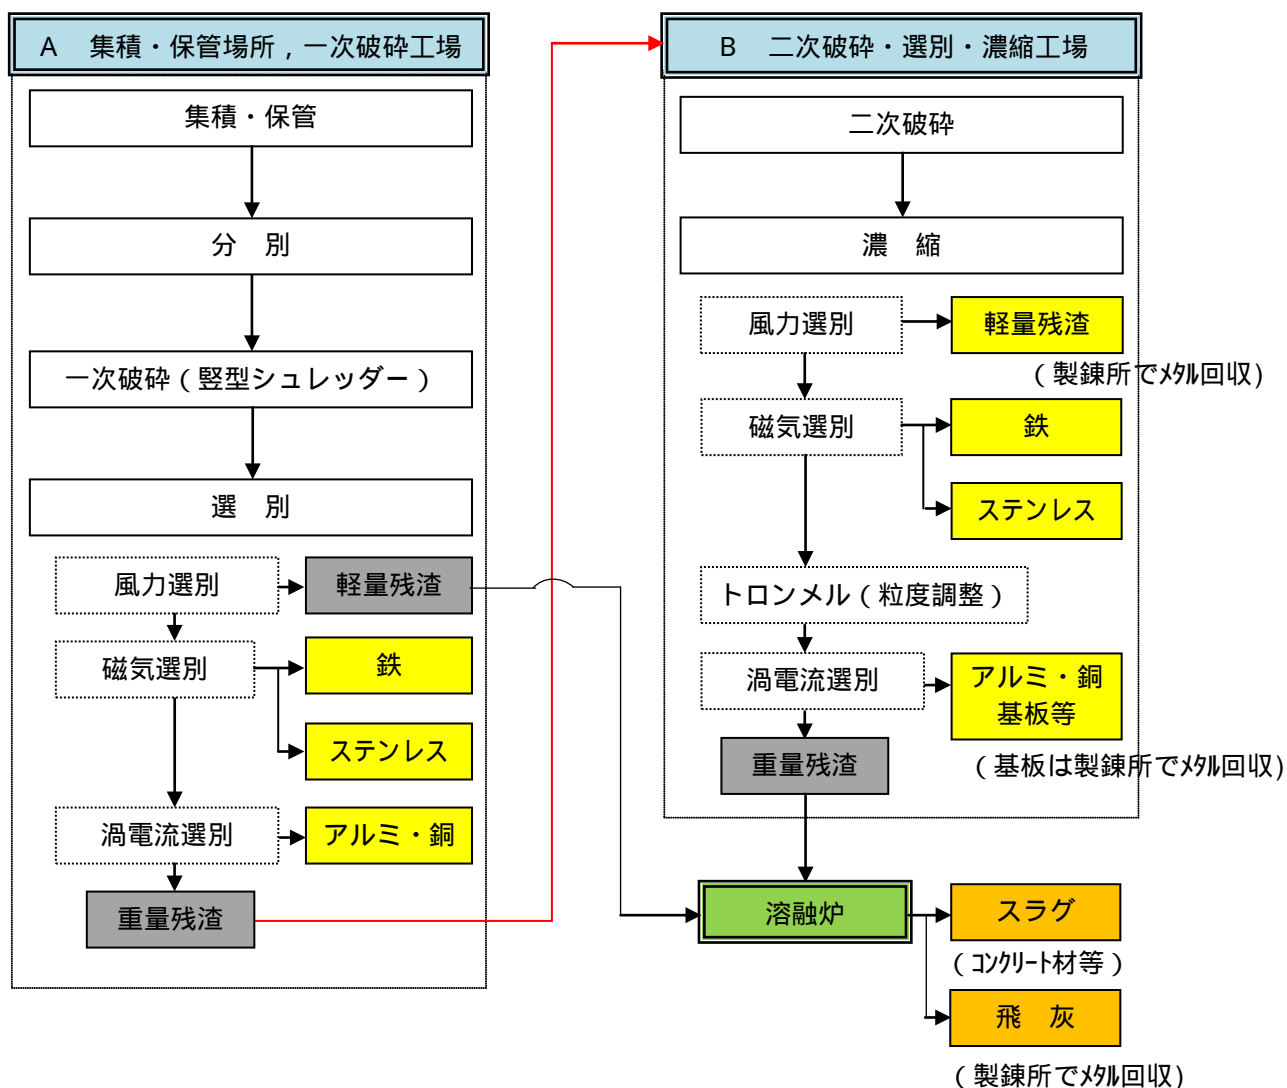 A 集積・保管場所，一次破砕工場
集積・保管
分　別
一次破砕（竪型シュレッダー）
選　別
風力選別
軽量残渣
磁気選別
鉄
ステンレス
渦電流選別
アルミ・銅
重量残渣
B 二次破砕・選別・濃縮工場
二次破砕
濃　縮
風力選別
軽量残渣
（製錬所でﾒﾀﾙ回収)
磁気選別
鉄
ステンレス
トロンメル（粒度調整）
渦電流選別
アルミ・銅
基板等
（基板は製錬所でﾒﾀﾙ回収)
重量残渣
溶融炉
スラグ
（ｺﾝｸﾘｰﾄ材等）
飛　灰
（製錬所でﾒﾀﾙ回収)